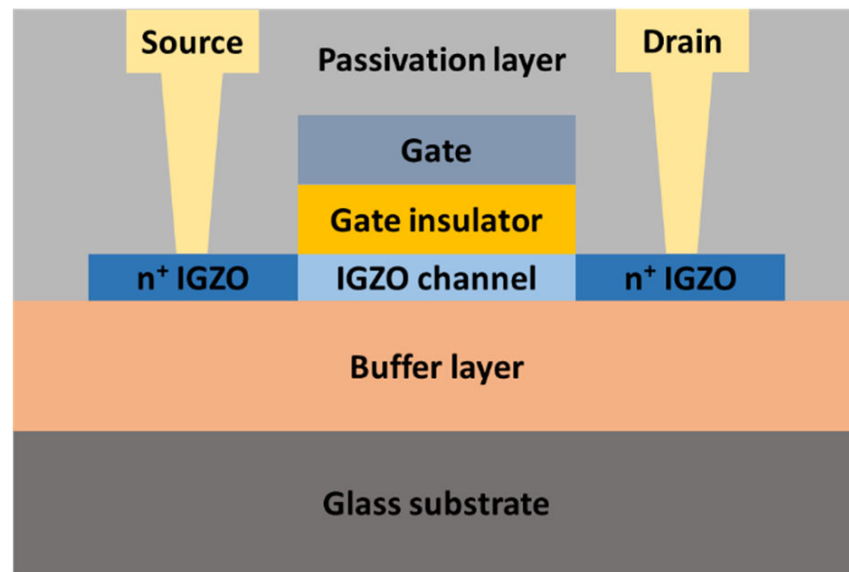 Source
Drain
Passivation layer
Gate
Gate insulator
n⁺ IGZO
IGZO channel
n⁺ IGZO
Buffer layer
Glass substrate